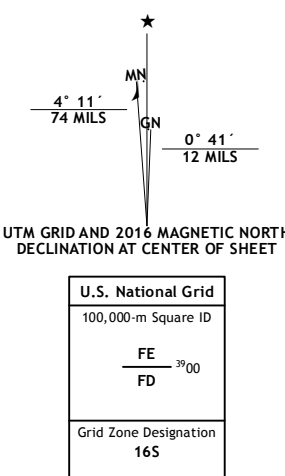 MN
4° 11´
74 MILS
GN
0° 41´
12 MILS
UTM GRID AND 2016 MAGNETIC NORTH
DECLINATION AT CENTER OF SHEET
U.S. National Grid
100,000-m Square ID
FE
3900
FD
Grid Zone Designation
16S